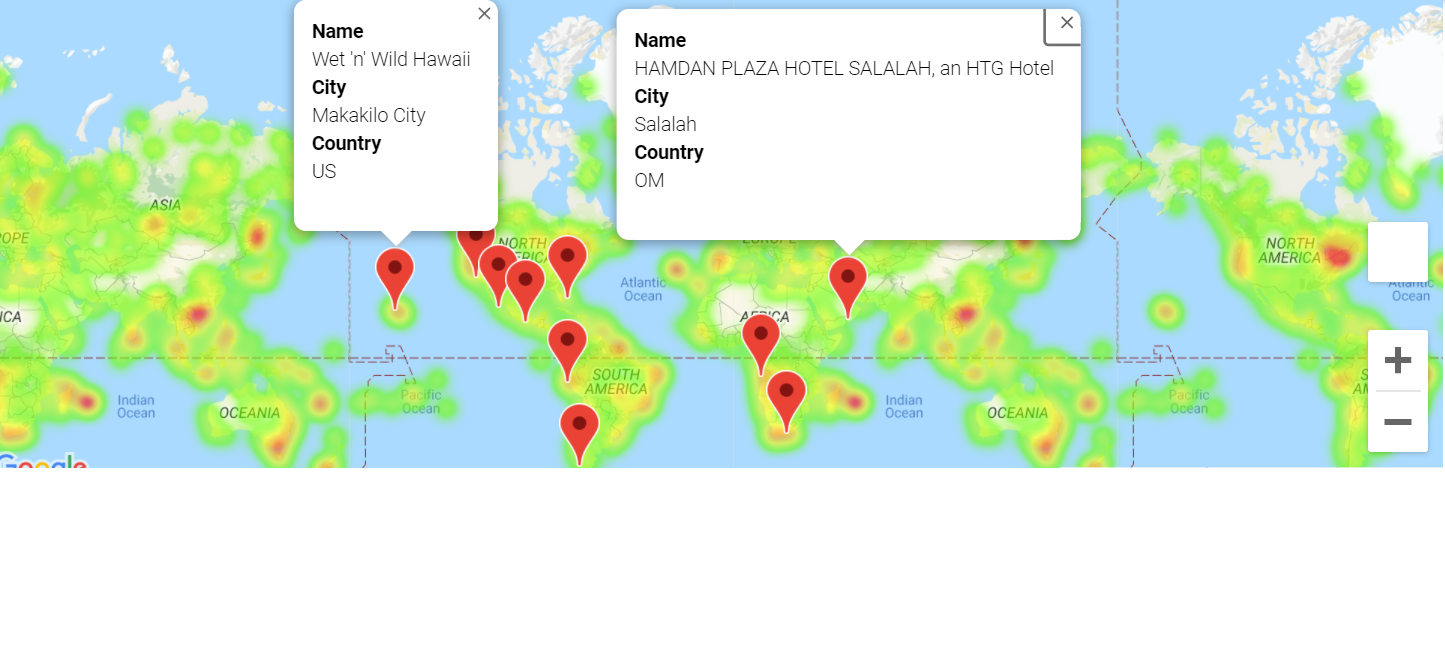 Name
Wet 'n' Wild Hawaii
City
Makakilo City
Country
US
Name
HAMDAN PLAZA HOTEL SALALAH, an HTG Hotel
City
Salalah
Country
OM
ASIA
NORTH
AMERICA
Atlantic
Ocean
EUROPE
AFRICA
SOUTH
AMERICA
Indian
Ocean
OCEANIA
Pacific
Ocean
Indian
Ocean
OCEANIA
Pacific
Ocean
NORTH
AMERICA
Atlantic
Ocean
Google